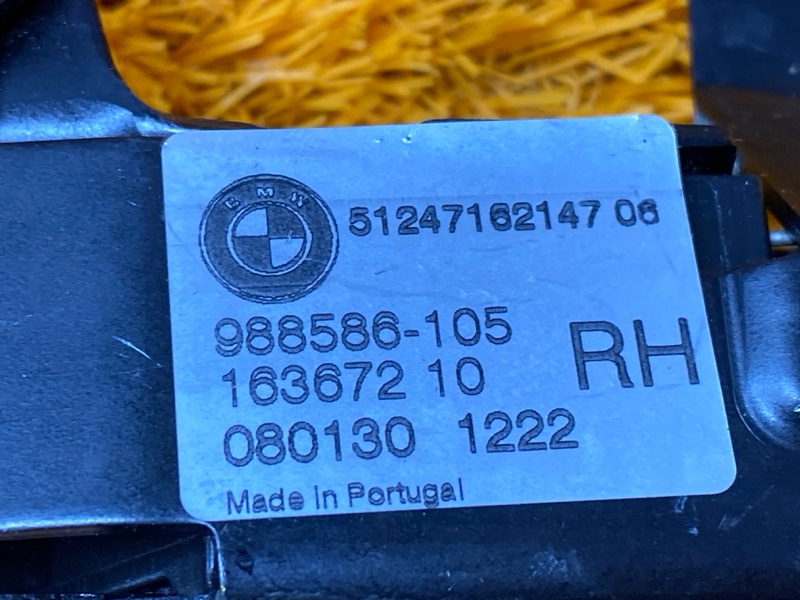 BMW
51247162147 06
988586-105
163672 10
RH
080130 1222
Made in Portugal